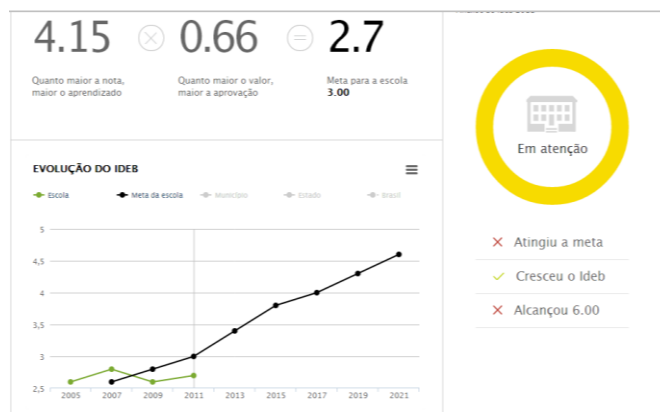 4.15 × 0.66 = 2.7
Quanto maior a nota,
maior o aprendizado
Quanto maior o valor,
maior a aprovação
Meta para a escola
3.00
EVOLUÇÃO DO IDEB
Escola
Meta da escola
Município
Estado
Brasil
5
4,5
4
3,5
3
2,5
2005 2007 2009 2011 2013 2015 2017 2019 2021
Em atenção
Atingiu a meta
Cresceu o Ideb
Alcançou 6.00